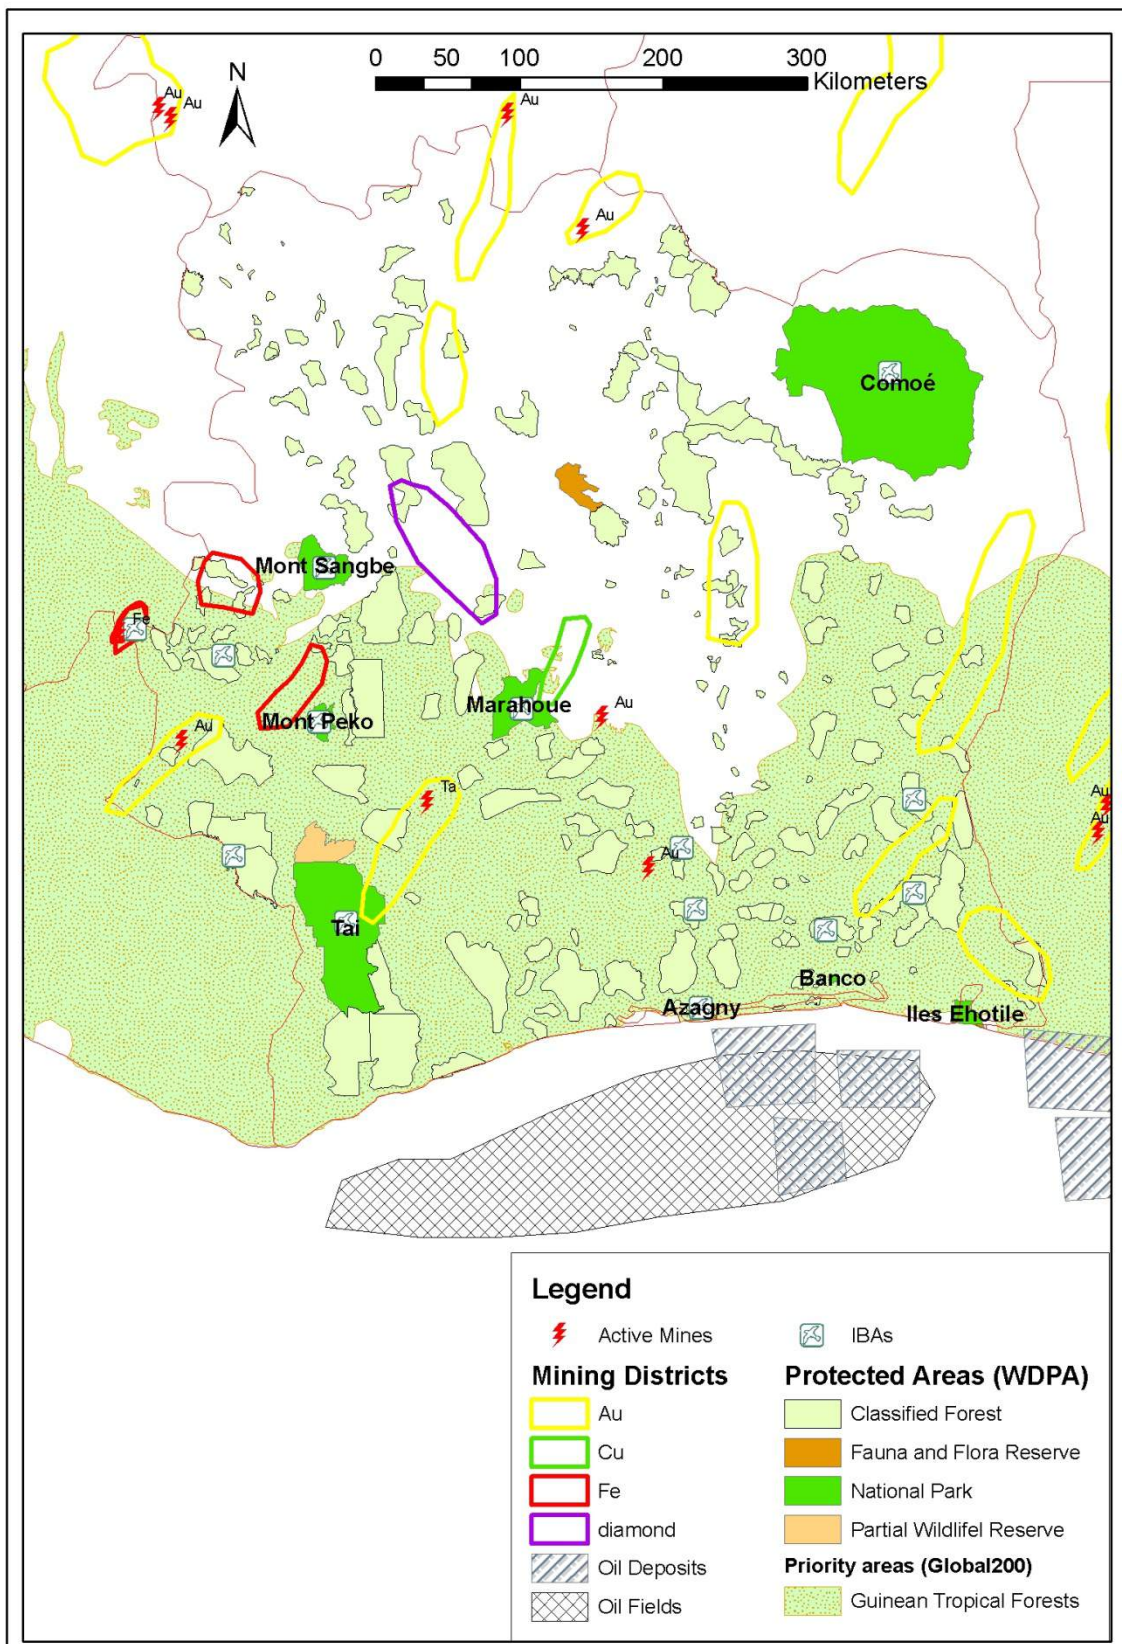 0 50 100 200 300
Kilometers
N
Au
Au
Au
Au
Comoé
Mont Sangbe
Fe
Marahoue
Au
Mont Peko
Au
Ta
Au
Au
Au
Tai
Banco
Azagny
Iles Ehotile
Legend
Active Mines
IBAs
Mining Districts
Protected Areas (WDPA)
Au
Classified Forest
Cu
Fauna and Flora Reserve
Fe
National Park
diamond
Partial Wildlifel Reserve
Oil Deposits
Priority areas (Global200)
Oil Fields
Guinean Tropical Forests